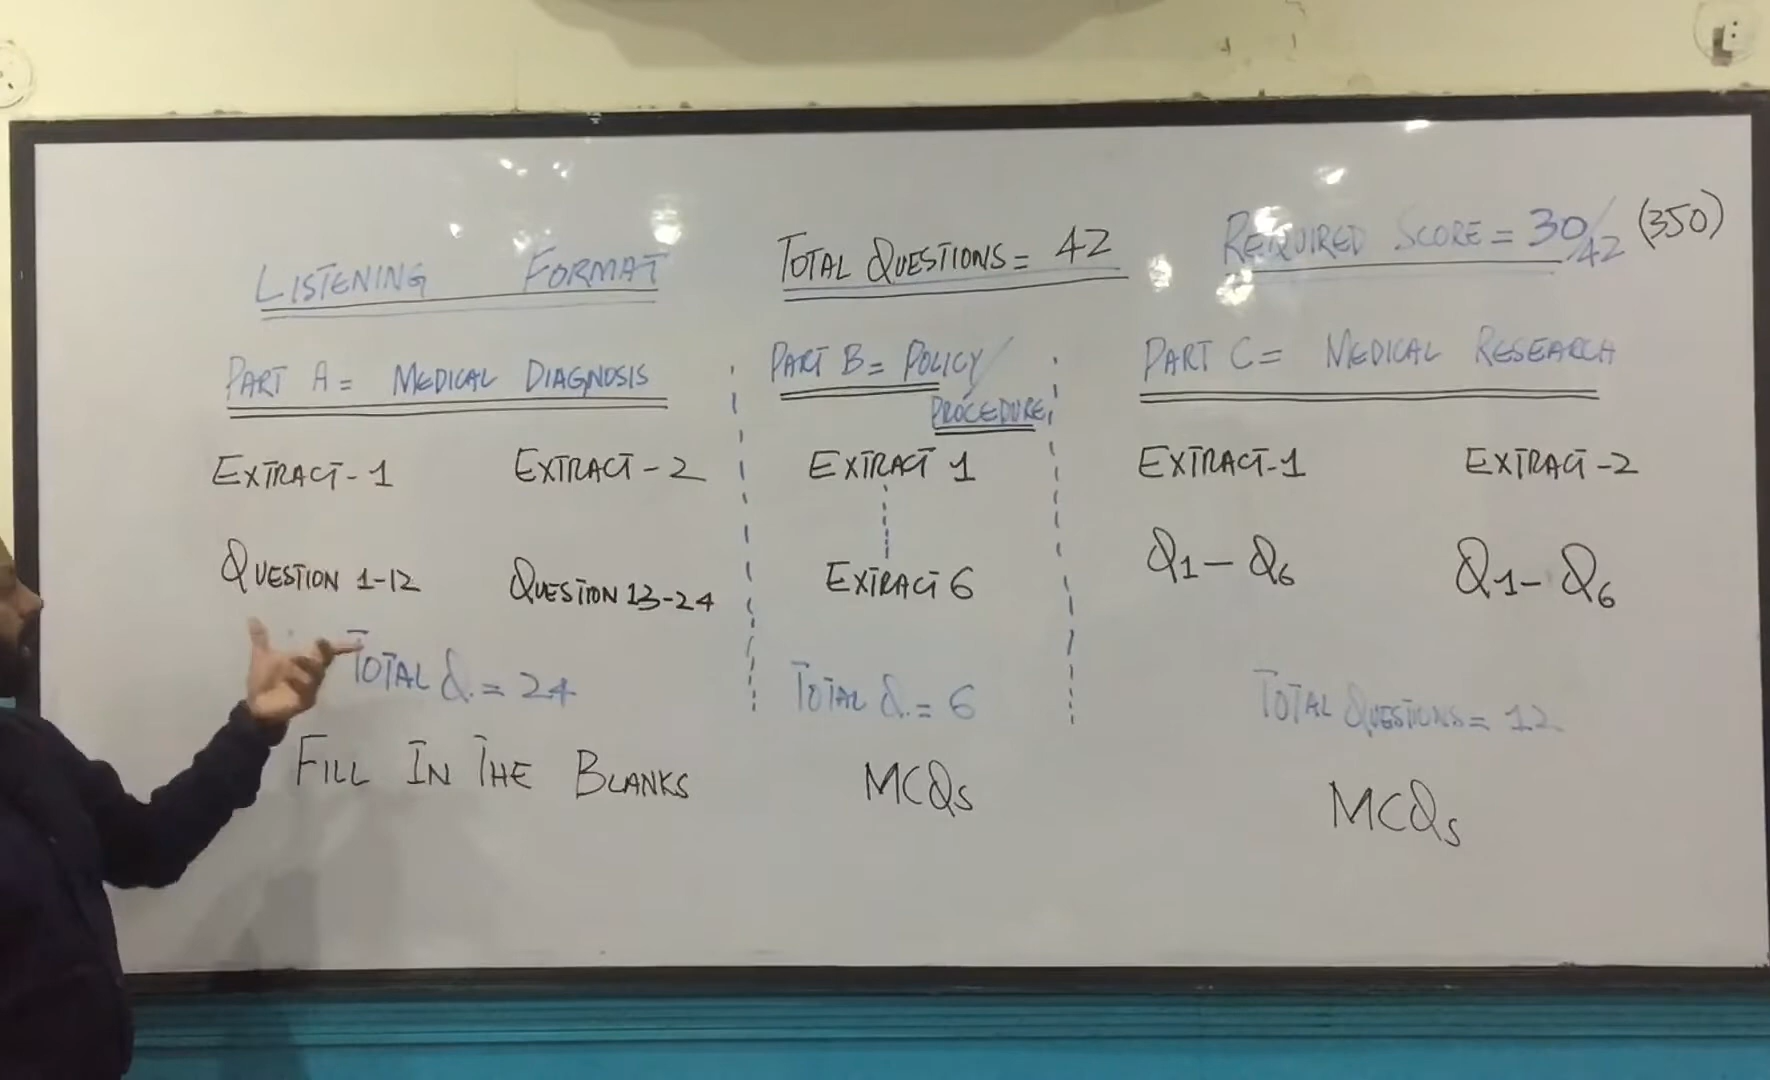 LISTENING FORMAT
TOTAL QUESTIONS = 42
REQUIRED SCORE = 30/42 (350)
PART A = MEDICAL DIAGNOSIS
EXTRACT-1 EXTRACT-2
QUESTION 1-12 QUESTION 13-24
TOTAL Q. = 24
FILL IN THE BLANKS
PART B = POLICY/
PROCEDURE
EXTRACT 1
EXTRACT 6
TOTAL Q. = 6
MCQs
PART C = MEDICAL RESEARCH
EXTRACT-1 EXTRACT-2
Q1-Q6 Q1-Q6
TOTAL QUESTIONS = 12
MCQs